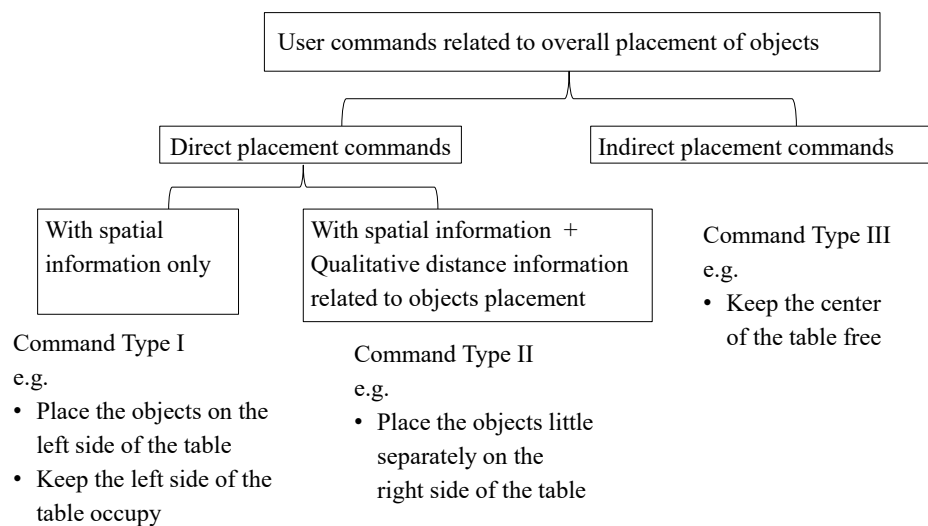 User commands related to overall placement of objects
Direct placement commands
Indirect placement commands
With spatial
information only
With spatial information +
Qualitative distance information
related to objects placement
Command Type III
e.g.
• Keep the center
of the table free
Command Type I
e.g.
• Place the objects on the
left side of the table
• Keep the left side of the
table occupy
Command Type II
e.g.
• Place the objects little
separately on the
right side of the table